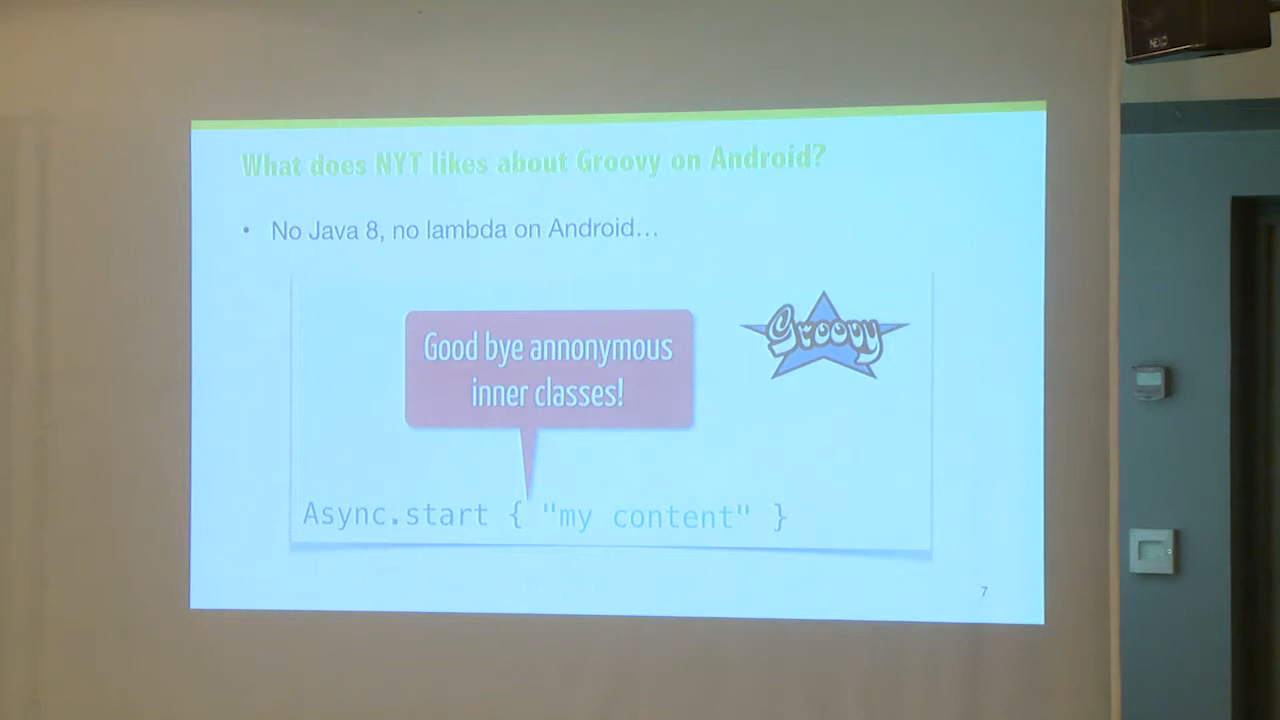 What does NYT likes about Groovy on Android?
• No Java 8, no lambda on Android…
Good bye annonymous
inner classes!
Groovy
Async.start { "my content" }
7
NEXO